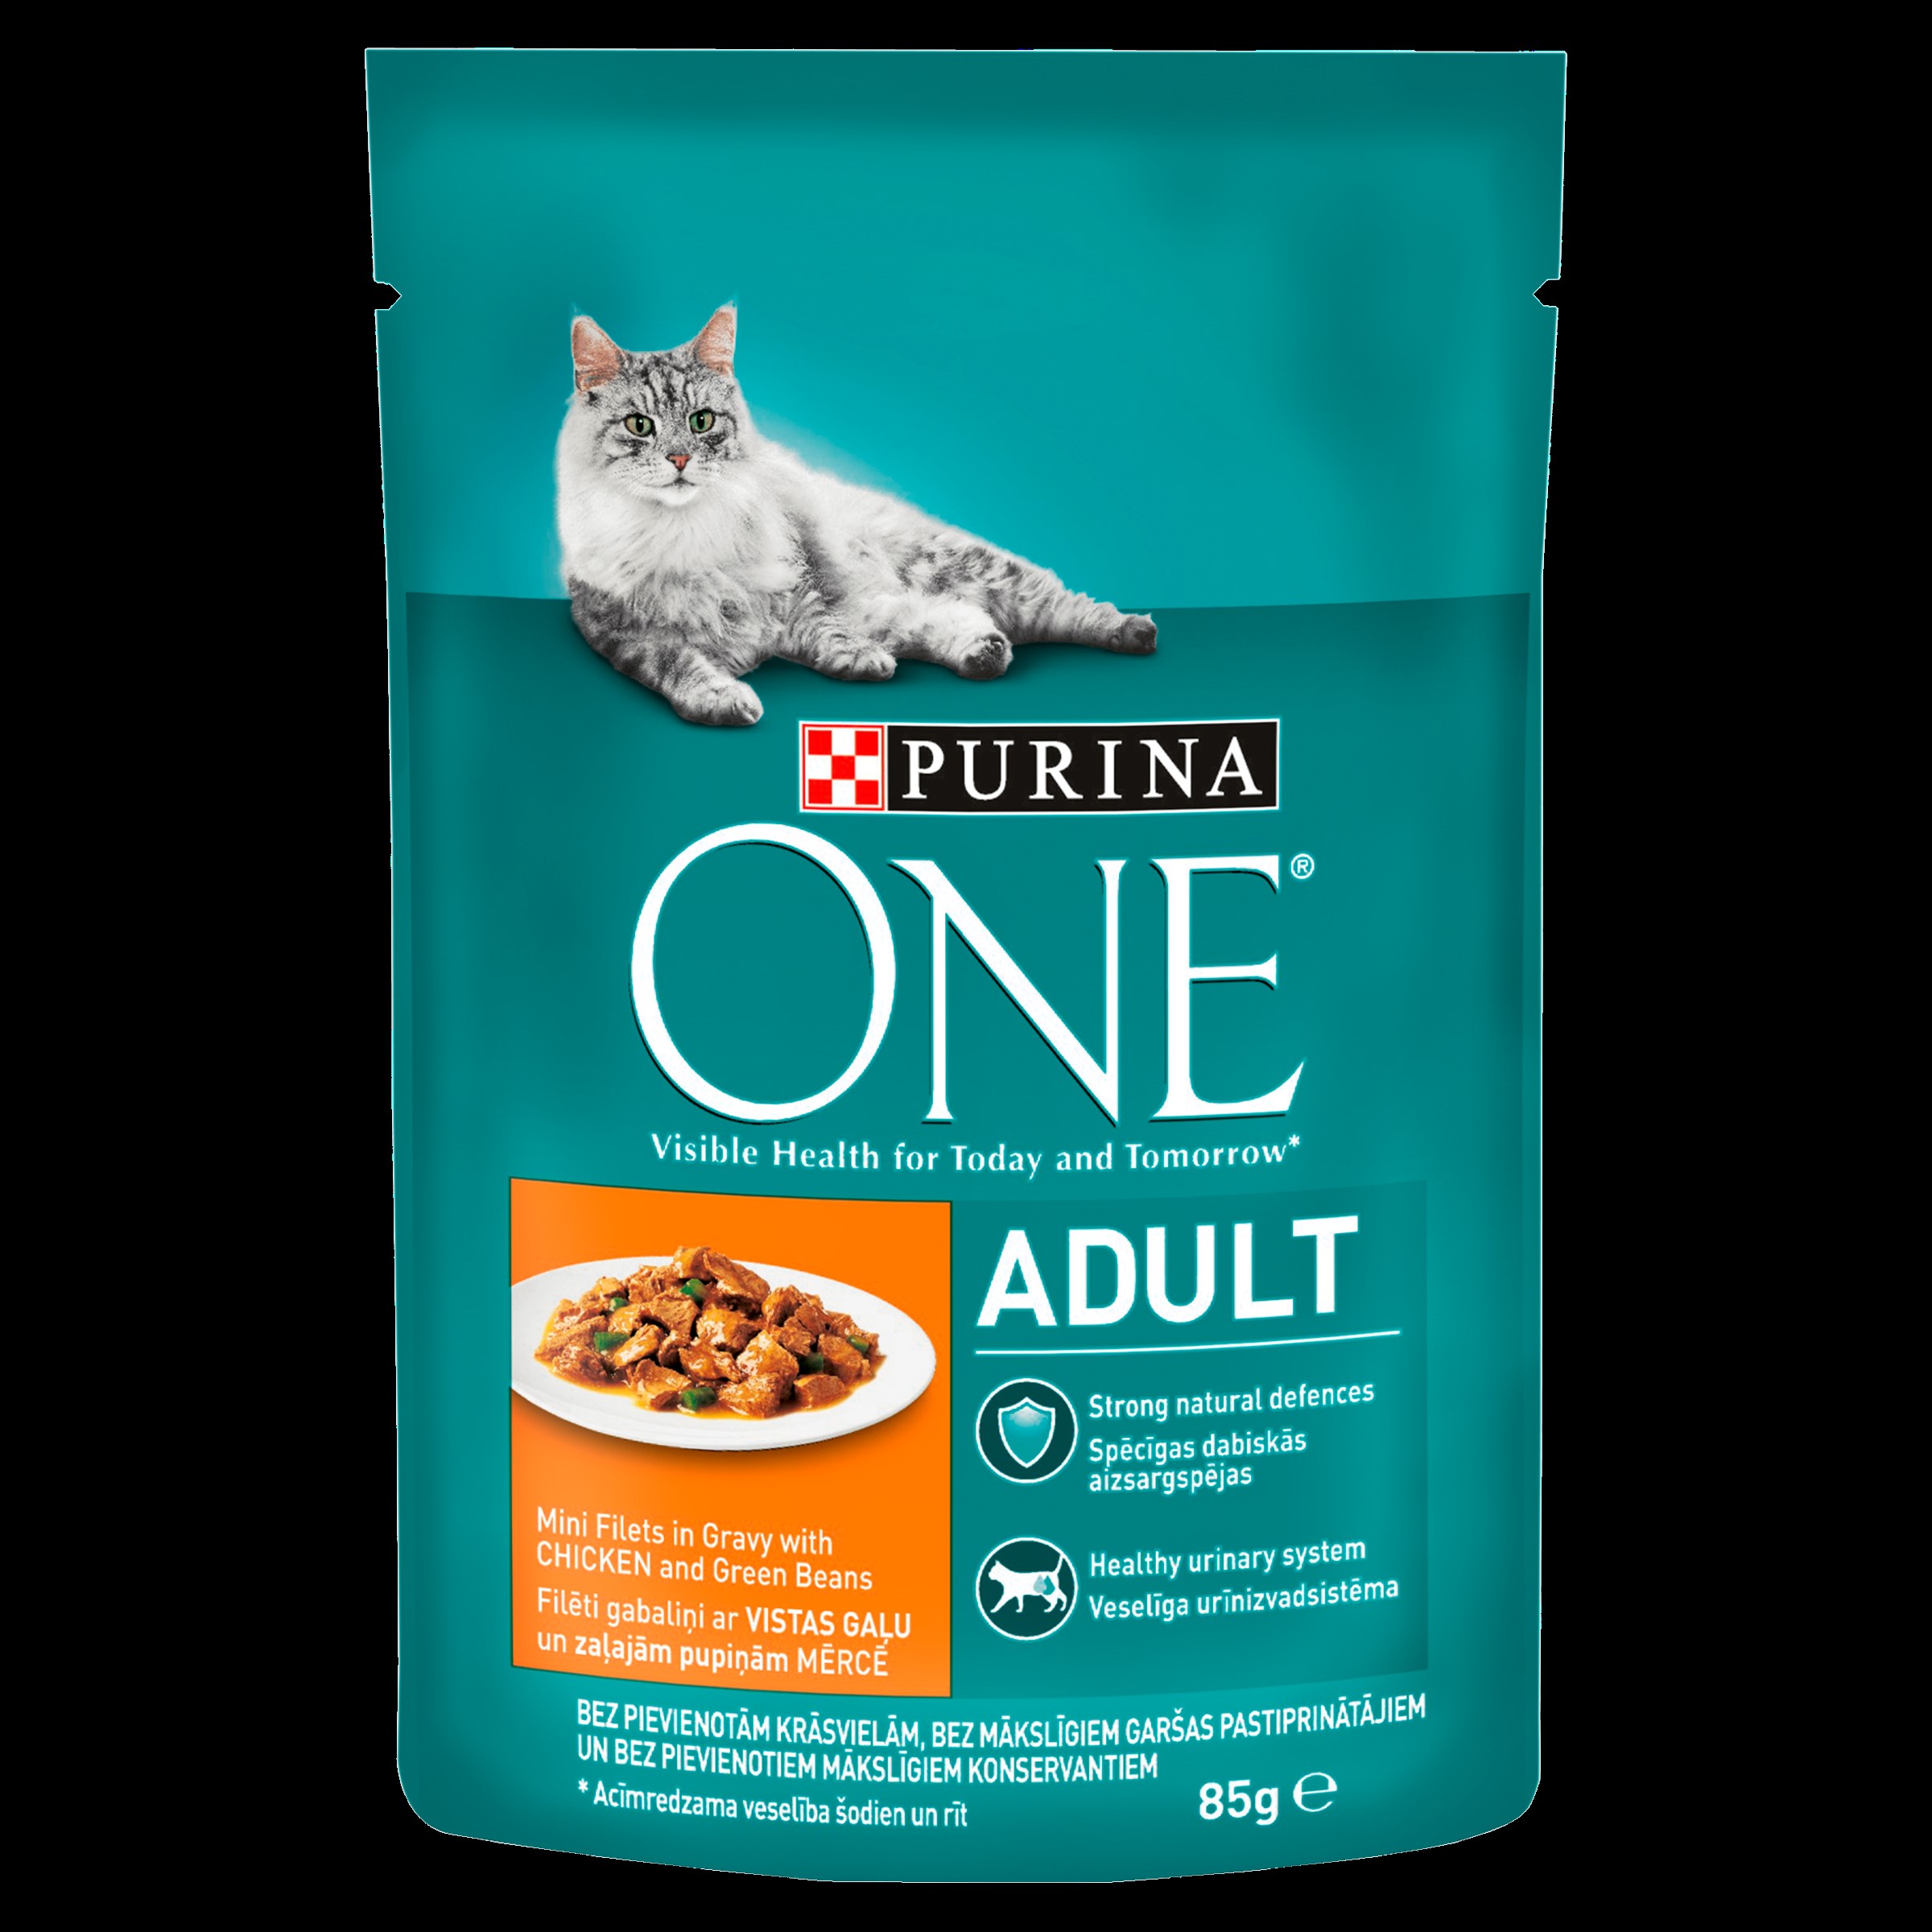 PURINA
ONE®
Visible Health for Today and Tomorrow*
ADULT
Strong natural defences
Spēcīgas dabiskās
aizsargspējas
Healthy urinary system
Veselīga urīnizvadsistēma
Mini Filets in Gravy with
CHICKEN and Green Beans
Filēti gabaliņi ar VISTAS GAĻU
un zaļajām pupiņām MĒRCĒ
BEZ PIEVIENOTĀM KRĀSVIELĀM, BEZ MĀKSLĪGIEM GARŠAS PASTIPRINĀTĀJIEM
UN BEZ PIEVIENOTIEM MĀKSLĪGIEM KONSERVANTIEM
* Acīmredzama veselība šodien un rīt
85g ℮